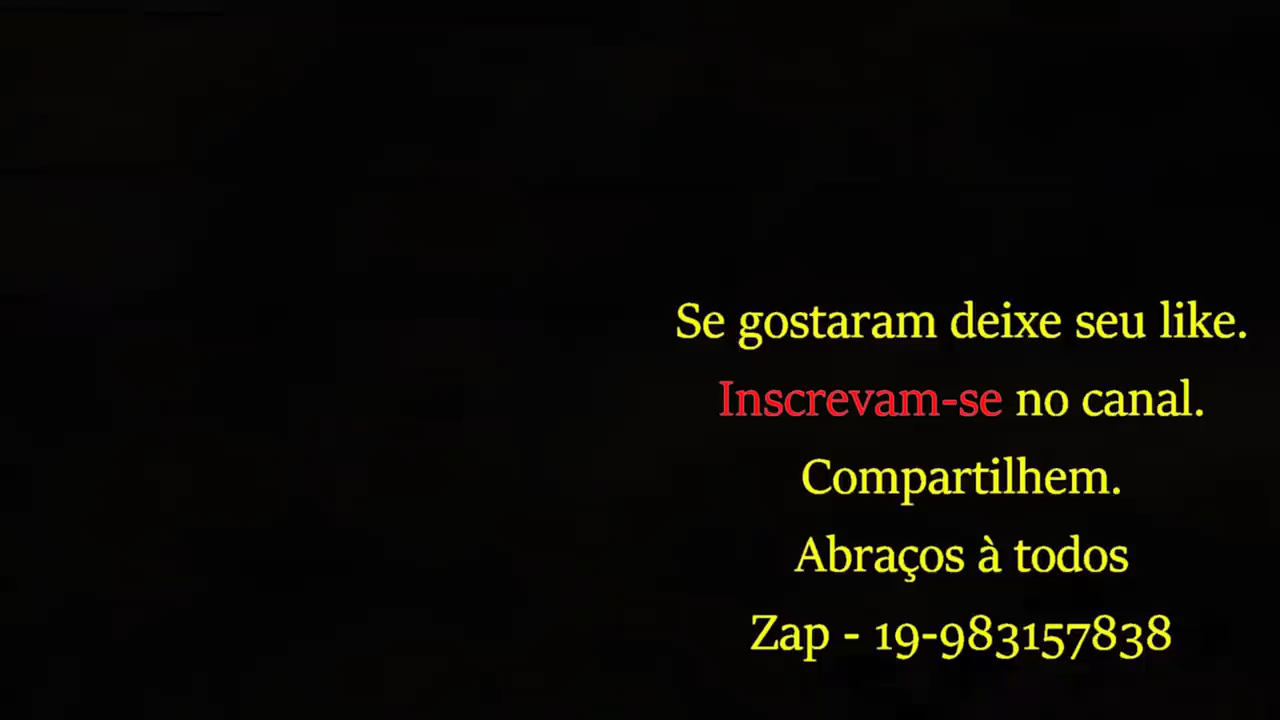 Se gostaram deixe seu like.
Inscrevam-se no canal.
Compartilhem.
Abraços à todos
Zap - 19-983157838